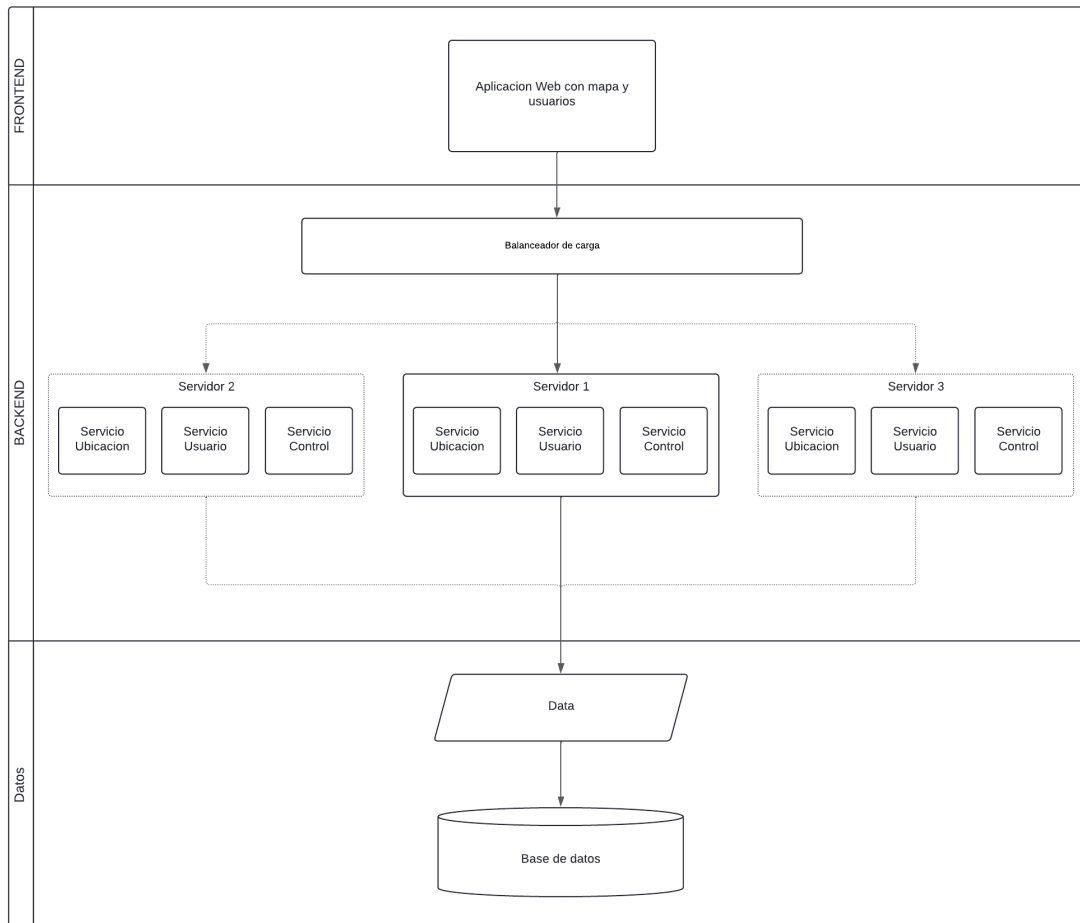 FRONTEND
Aplicacion Web con mapa y
usuarios
BACKEND
Balanceador de carga
Servidor 2
Servicio
Ubicacion
Servicio
Usuario
Servicio
Control
Servidor 1
Servicio
Ubicacion
Servicio
Usuario
Servicio
Control
Servidor 3
Servicio
Ubicacion
Servicio
Usuario
Servicio
Control
Datos
Data
Base de datos